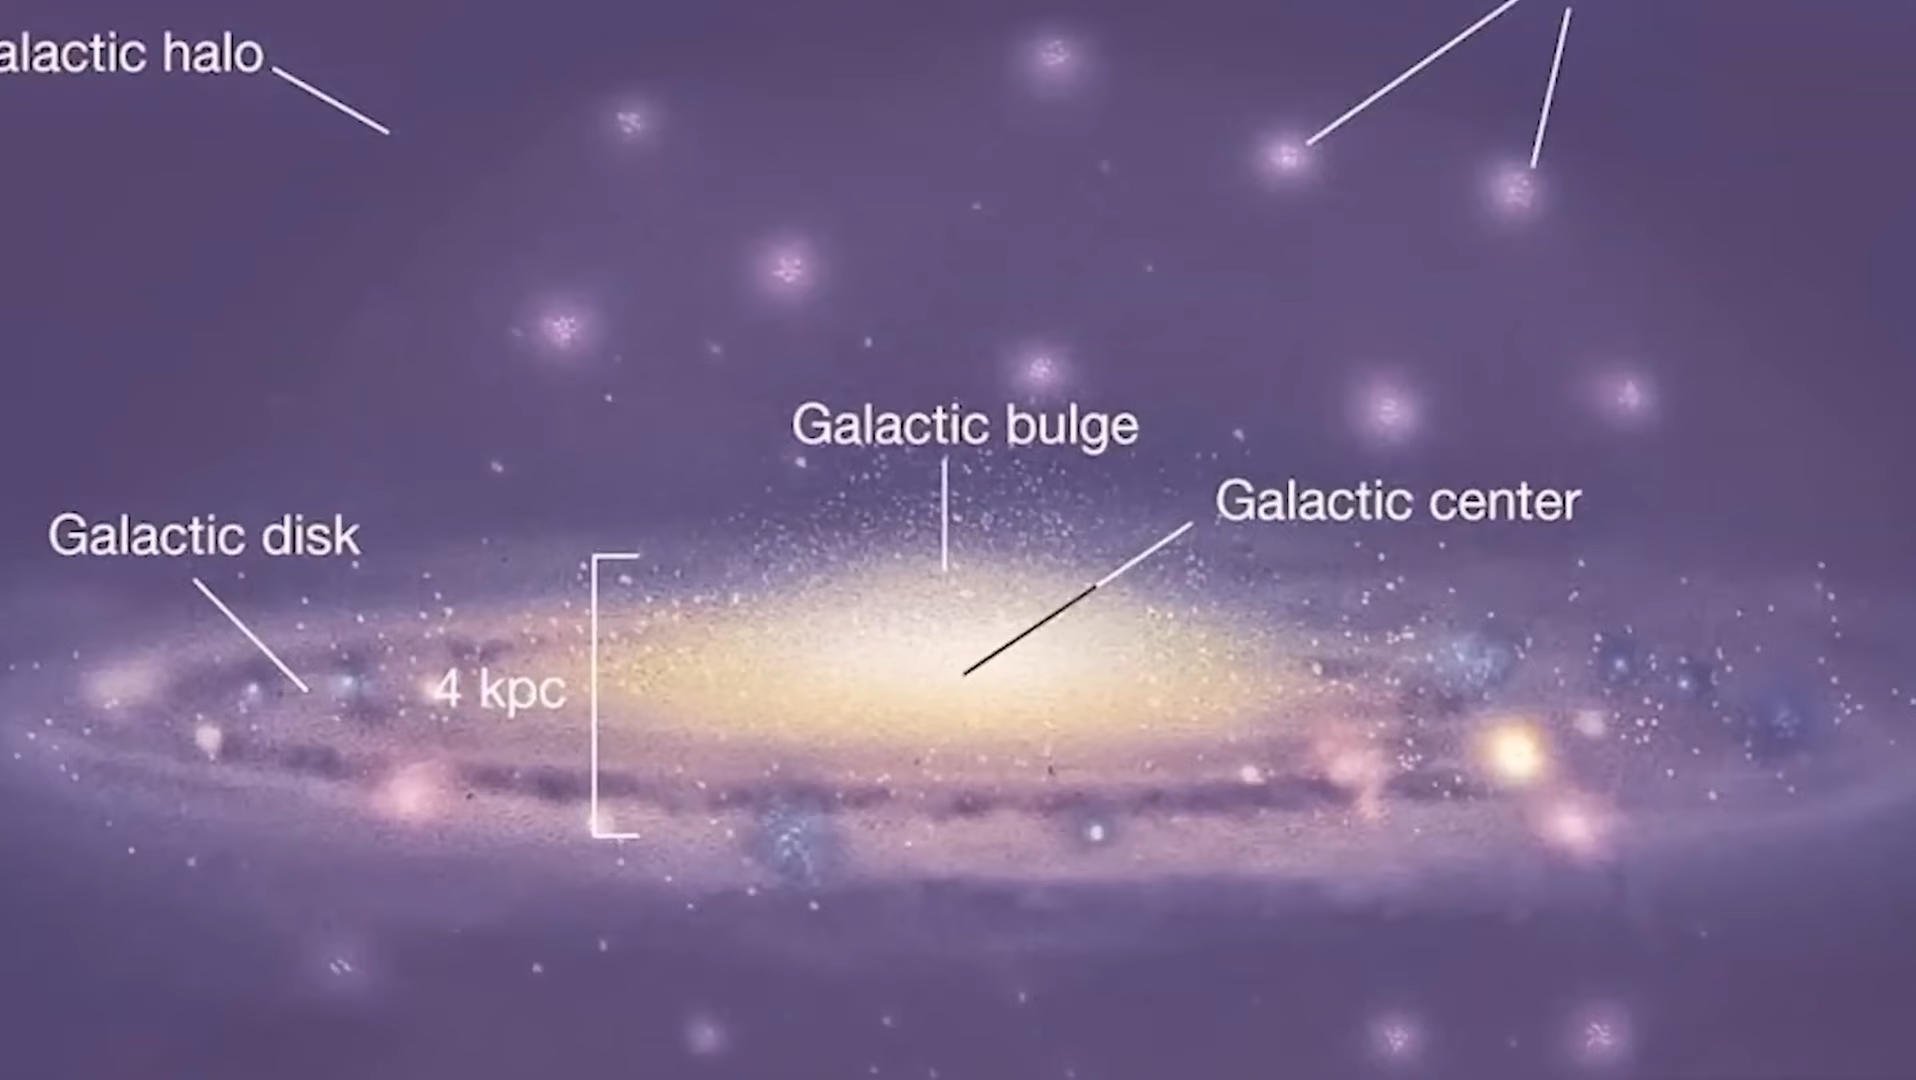 alactic halo
Galactic bulge
Galactic center
Galactic disk
4 kpc